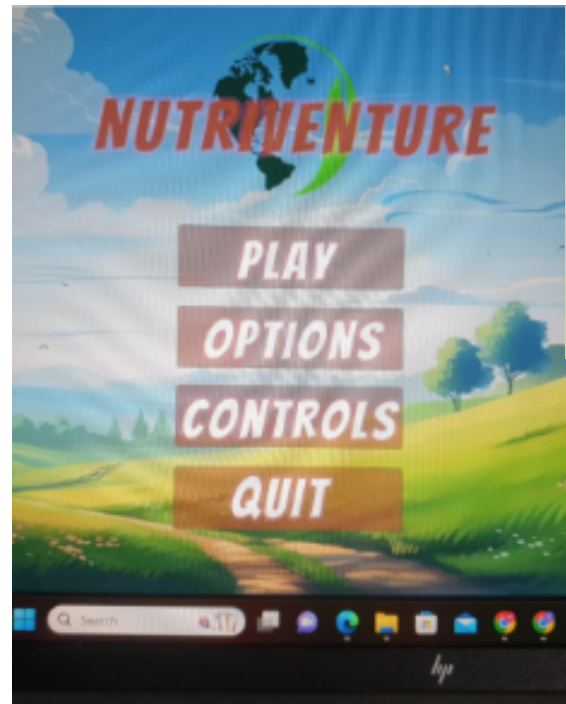 NUTRIVENTURE
PLAY
OPTIONS
CONTROLS
QUIT
Search
hp